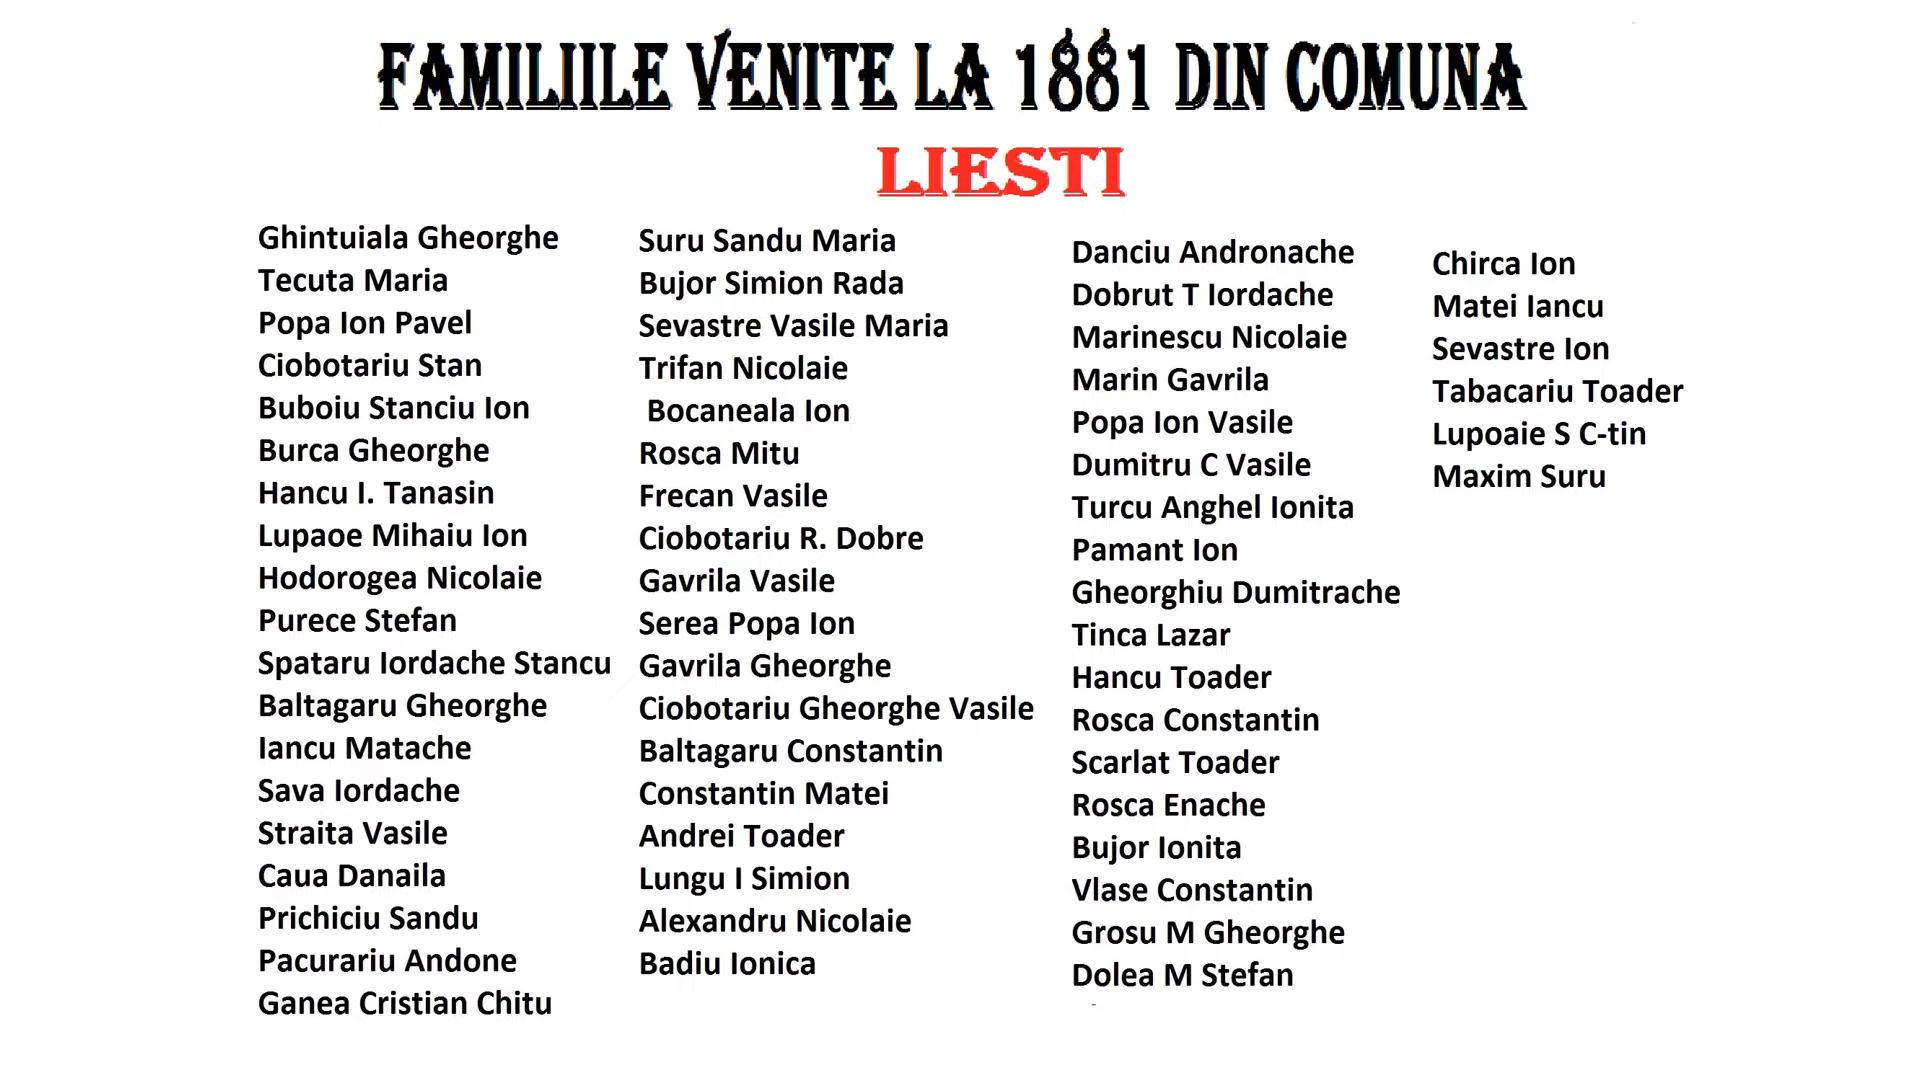 FAMILIILE VENITE LA 1881 DIN COMUNA
LIESTI
Ghintuiala Gheorghe
Tecuta Maria
Popa Ion Pavel
Ciobotariu Stan
Buboiu Stanciu Ion
Burca Gheorghe
Hancu I. Tanasin
Lupaoe Mihaiu Ion
Hodorogea Nicolaie
Purece Stefan
Spataru Iordache Stancu
Baltagaru Gheorghe
Iancu Matache
Sava Iordache
Straita Vasile
Caua Danaila
Prichiciu Sandu
Pacurariu Andone
Ganea Cristian Chitu
Suru Sandu Maria
Bujor Simion Rada
Sevastre Vasile Maria
Trifan Nicolaie
Bocaneala Ion
Rosca Mitu
Frecan Vasile
Ciobotariu R. Dobre
Gavrila Vasile
Serea Popa Ion
Gavrila Gheorghe
Ciobotariu Gheorghe Vasile
Baltagaru Constantin
Constantin Matei
Andrei Toader
Lungu I Simion
Alexandru Nicolaie
Badiu Ionica
Danciu Andronache
Dobrut T Iordache
Marinescu Nicolaie
Marin Gavrila
Popa Ion Vasile
Dumitru C Vasile
Turcu Anghel Ionita
Pamant Ion
Gheorghiu Dumitrache
Tinca Lazar
Hancu Toader
Rosca Constantin
Scarlat Toader
Rosca Enache
Bujor Ionita
Vlase Constantin
Grosu M Gheorghe
Dolea M Stefan
Chirca Ion
Matei Iancu
Sevastre Ion
Tabacariu Toader
Lupoaie S C-tin
Maxim Suru